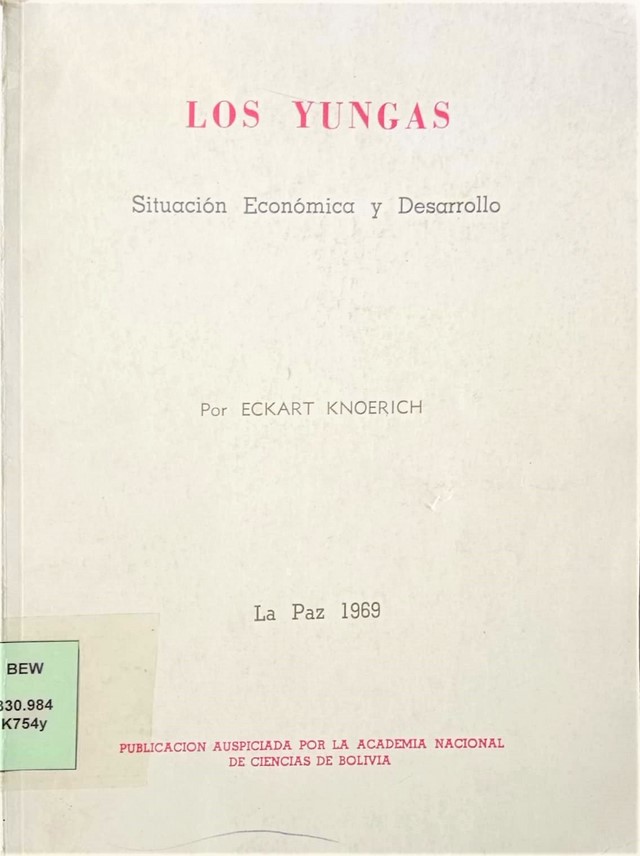 LOS YUNGAS
Situación Económica y Desarrollo
Por ECKART KNOERICH
La Paz 1969
BEW
330.984
K754y
PUBLICACION AUSPICIADA POR LA ACADEMIA NACIONAL
DE CIENCIAS DE BOLIVIA